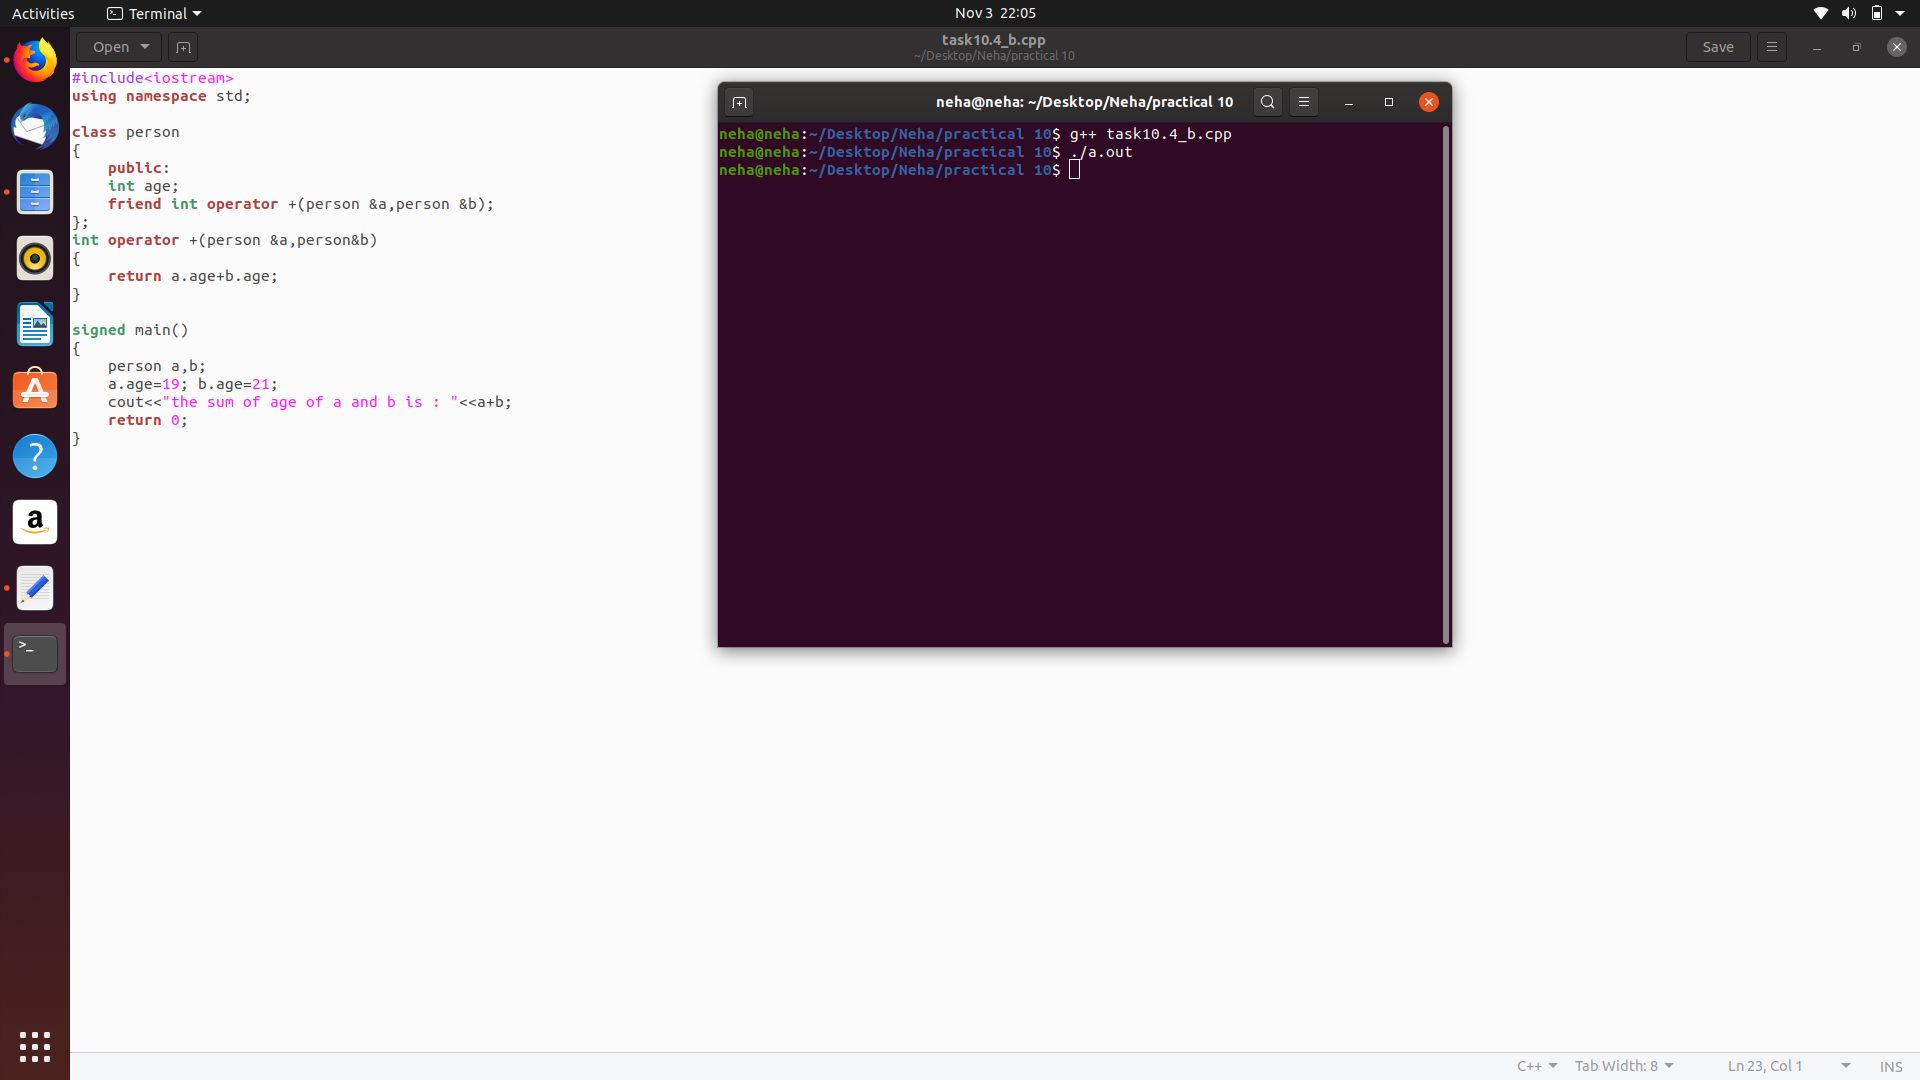 Activities Terminal Nov 3 22:05
Open task10.4_b.cpp Save
~/Desktop/Neha/practical 10
#include<iostream>
using namespace std;
class person
{
public:
int age;
friend int operator +(person &a,person &b);
};
int operator +(person &a,person&b)
{
return a.age+b.age;
}
signed main()
{
person a,b;
a.age=19; b.age=21;
cout<<"the sum of age of a and b is : "<<a+b;
return 0;
}
neha@neha: ~/Desktop/Neha/practical 10
neha@neha:~/Desktop/Neha/practical 10$ g++ task10.4_b.cpp
neha@neha:~/Desktop/Neha/practical 10$ ./a.out
neha@neha:~/Desktop/Neha/practical 10$
C++ Tab Width: 8 Ln 23, Col 1 INS